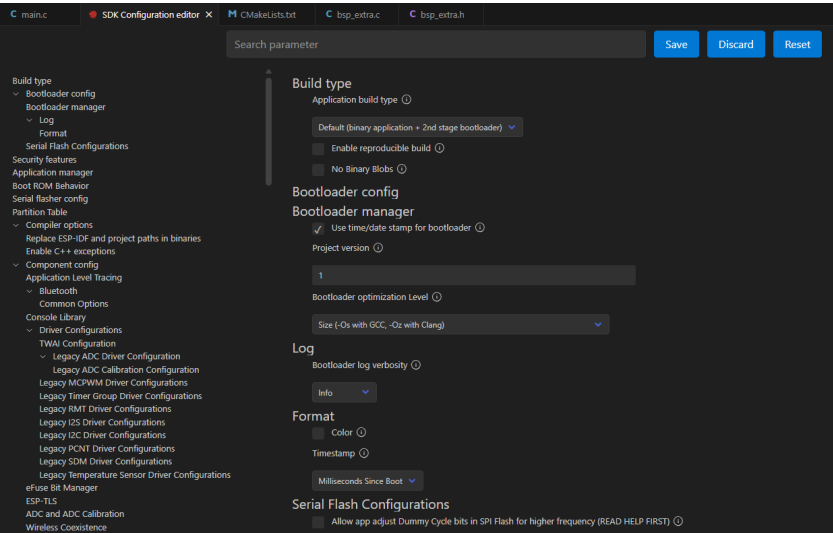 main.c
SDK Configuration editor
CMakeLists.txt
bsp_extra.c
bsp_extra.h
Search parameter
Save
Discard
Reset
Build type
Bootloader config
Bootloader manager
Log
Format
Serial Flash Configurations
Security features
Application manager
Boot ROM Behavior
Serial flasher config
Partition Table
Compiler options
Replace ESP-IDF and project paths in binaries
Enable C++ exceptions
Component config
Application Level Tracing
Bluetooth
Common Options
Console Library
Driver Configurations
TWAI Configuration
Legacy ADC Driver Configuration
Legacy ADC Calibration Configuration
Legacy MCPWM Driver Configurations
Legacy Timer Group Driver Configurations
Legacy RMT Driver Configurations
Legacy I2S Driver Configurations
Legacy I2C Driver Configurations
Legacy PCNT Driver Configurations
Legacy SDM Driver Configurations
Legacy Temperature Sensor Driver Configurations
eFuse Bit Manager
ESP-TLS
ADC and ADC Calibration
Wireless Coexistence
Build type
Application build type
Default (binary application + 2nd stage bootloader)
Enable reproducible build
No Binary Blobs
Bootloader config
Bootloader manager
Use time/date stamp for bootloader
Project version
1
Bootloader optimization Level
Size (-Os with GCC, -Oz with Clang)
Log
Bootloader log verbosity
Info
Format
Color
Timestamp
Milliseconds Since Boot
Serial Flash Configurations
Allow app adjust Dummy Cycle bits in SPI Flash for higher frequency (READ HELP FIRST)